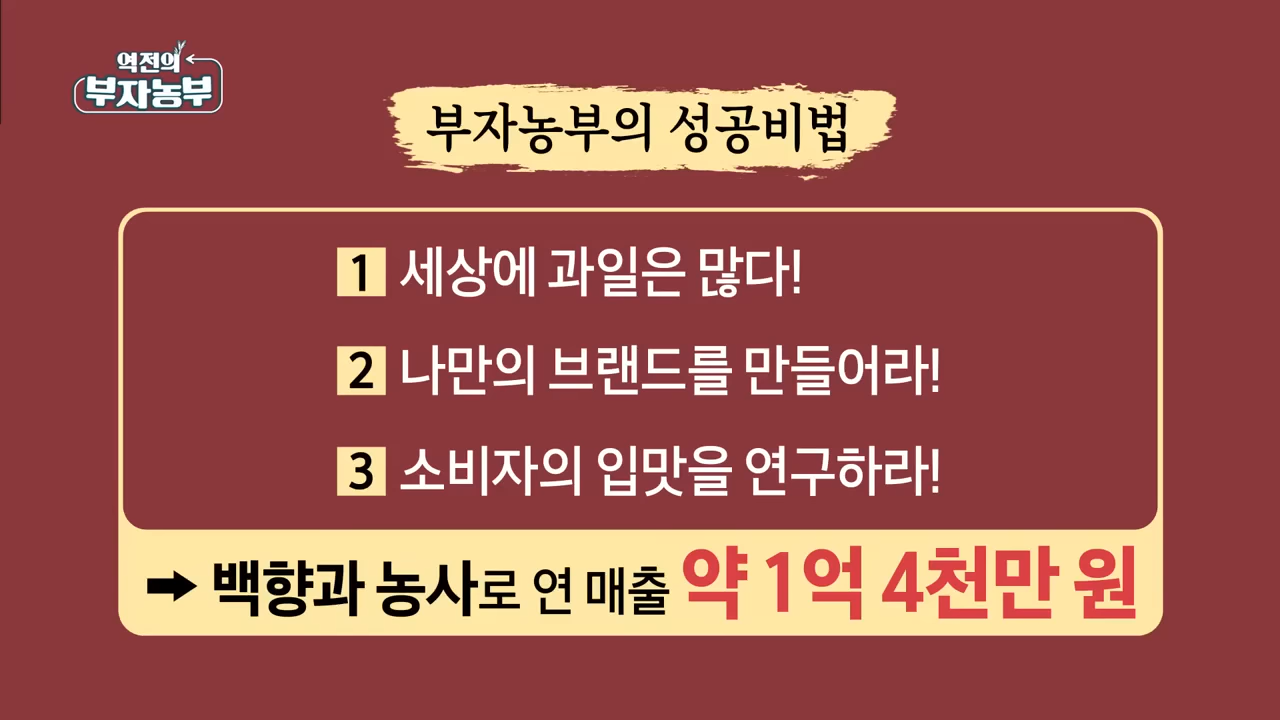 역전의
부자농부
부자농부의 성공비법
1 세상에 과일은 많다!
2 나만의 브랜드를 만들어라!
3 소비자의 입맛을 연구하라!
➡ 백향과 농사로 연 매출 약 1억 4천만 원